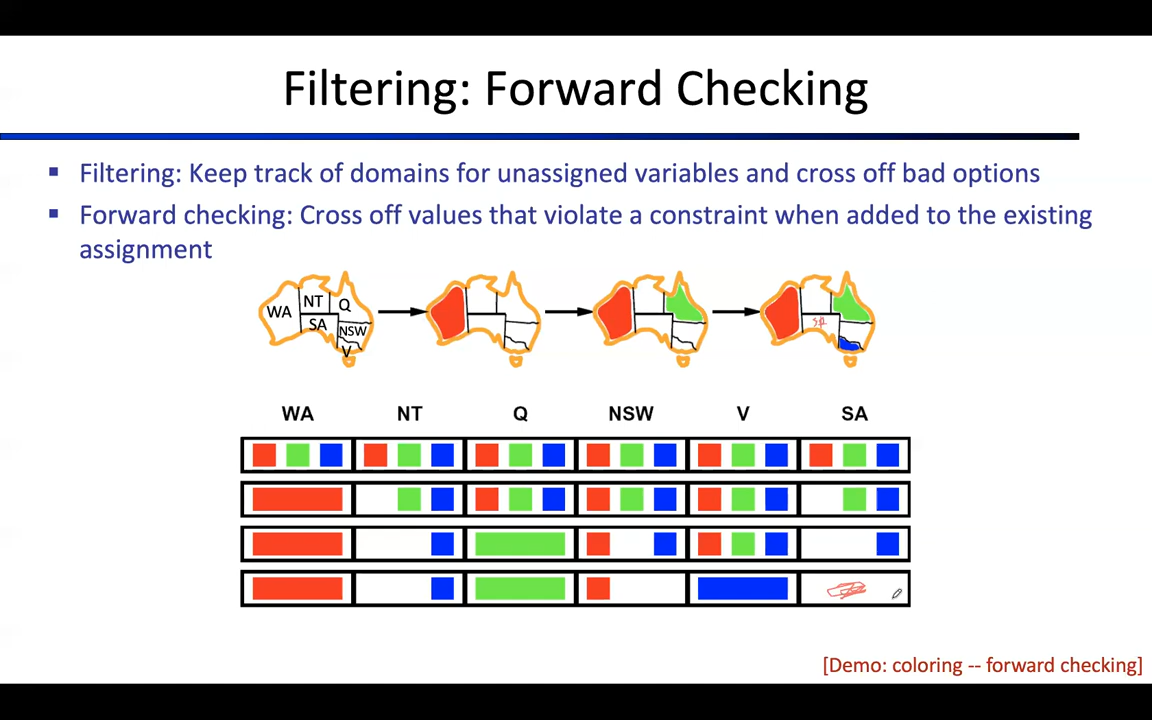 Filtering: Forward Checking
Filtering: Keep track of domains for unassigned variables and cross off bad options
Forward checking: Cross off values that violate a constraint when added to the existing
assignment
WA NT Q
SA NSW
V
SA
WA NT Q NSW V SA
[Demo: coloring -- forward checking]